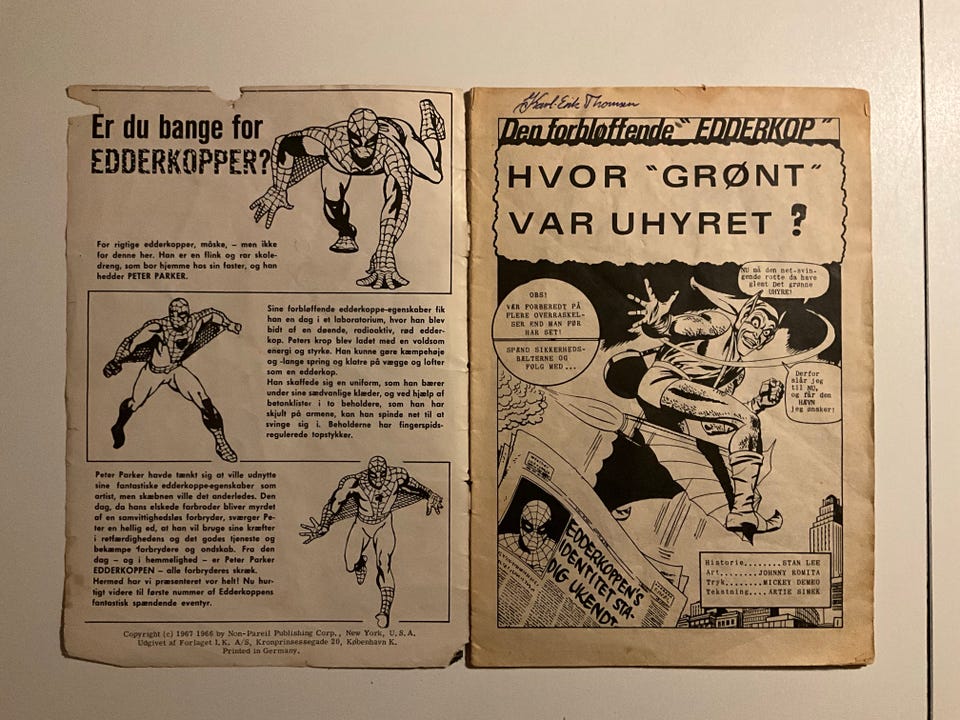 Er du bange for
EDDERKOPPER?
For rigtige edderkopper, måske, – men ikke
for denne her. Han er en flink og rar skole-
dreng, som bor hjemme hos sin faster, og han
hedder PETER PARKER.
Sine forbløffende edderkoppe-egenskaber fik
han en dag i et laboratorium, hvor han blev
bidt af en døende, radioaktiv, rød edder-
kop. Peters krop blev ladet med en voldsom
energi og styrke. Han kunne gøre kæmpehøje
og -lange spring og klatre på vægge og lofter
som en edderkop.
Han skaffede sig en uniform, som han bærer
under sine sædvanlige klæder, og ved hjælp af
betonklister i to beholdere, som han har
skjult på armene, kan han spinde net til at
svinge sig i. Beholderne har fingerspids-
regulerede topstykker.
Peter Parker havde tænkt sig at ville udnytte
sine fantastiske edderkoppe-egenskaber som
artist, men skæbnen ville det anderledes. Den
dag, da hans elskede farbroder bliver myrdet
af en samvittighedsløs forbryder, sværger Pe-
ter en hellig ed, at han vil bruge sine kræfter
i retfærdighedens og det godes tjeneste og
bekæmpe forbrydere og ondskab. Fra den
dag – og i hemmelighed – er Peter Parker
EDDERKOPPEN – alle forbryderes skræk.
Hermed har vi præsenteret vor helt! Nu hur-
tigt videre til første nummer af Edderkoppens
fantastisk spændende eventyr.
Copyright (c) 1967 1966 by Non-Pareil Publishing Corp., New York, U.S.A.
Udgivet af Forlaget I.K. A/S, Kronprinsessegade 20, København K.
Printed in Germany.
Karl-Erik Thomsen
Den forbløffende "EDDERKOP"
HVOR "GRØNT"
VAR UHYRET ?
NU må den net-svin-
gende rotte da have
glemt Det grønne
UHYRE!
OBS!
VÆR FORBEREDT PÅ
FLERE OVERRASKEL-
SER END MAN FØR
HAR SET!
SPÆND SIKKERHEDS-
BÆLTERNE OG
FØLG MED...
Derfor
slår jeg
til NU,
og får den
HÆVN
jeg ønsker!
EDDERKOPPEN'S
IDENTITET STA-
DIG UKENDT
Historie........STAN LEE
Art........JOHNNY ROMITA
Tryk.......MICKEY DEMEO
Tekstning....ARTIE SIMEK